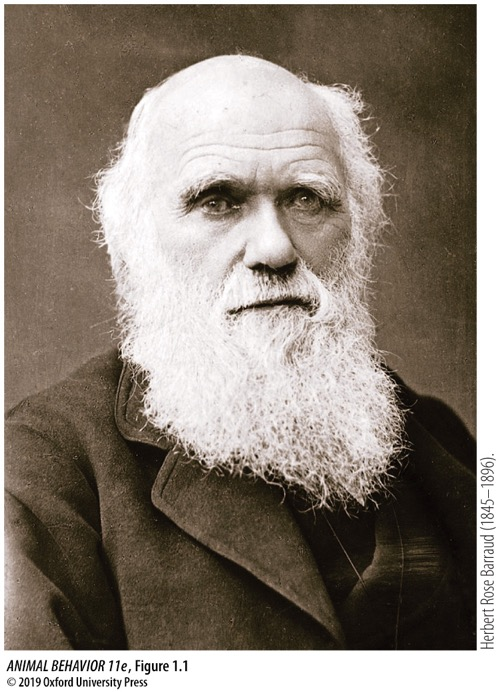 Herbert Rose Barraud (1845–1896).
ANIMAL BEHAVIOR 11e, Figure 1.1
© 2019 Oxford University Press